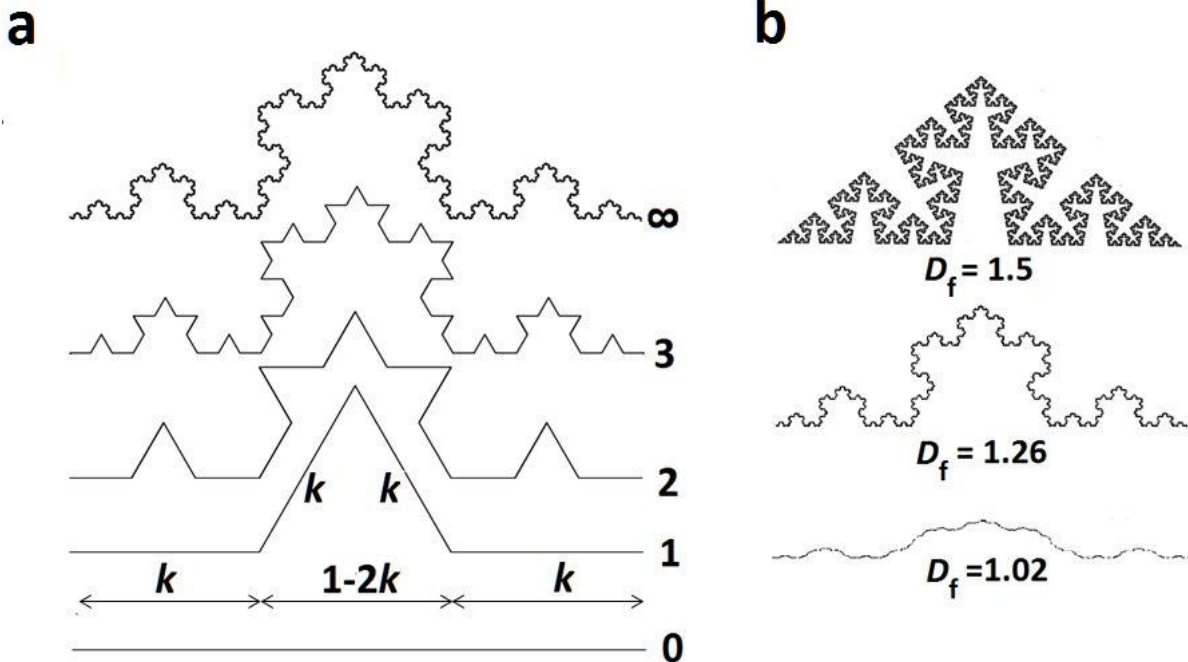 a
∞
3
2
k k
1
k 1-2k k
0
b
D_f = 1.5
D_f = 1.26
D_f =1.02